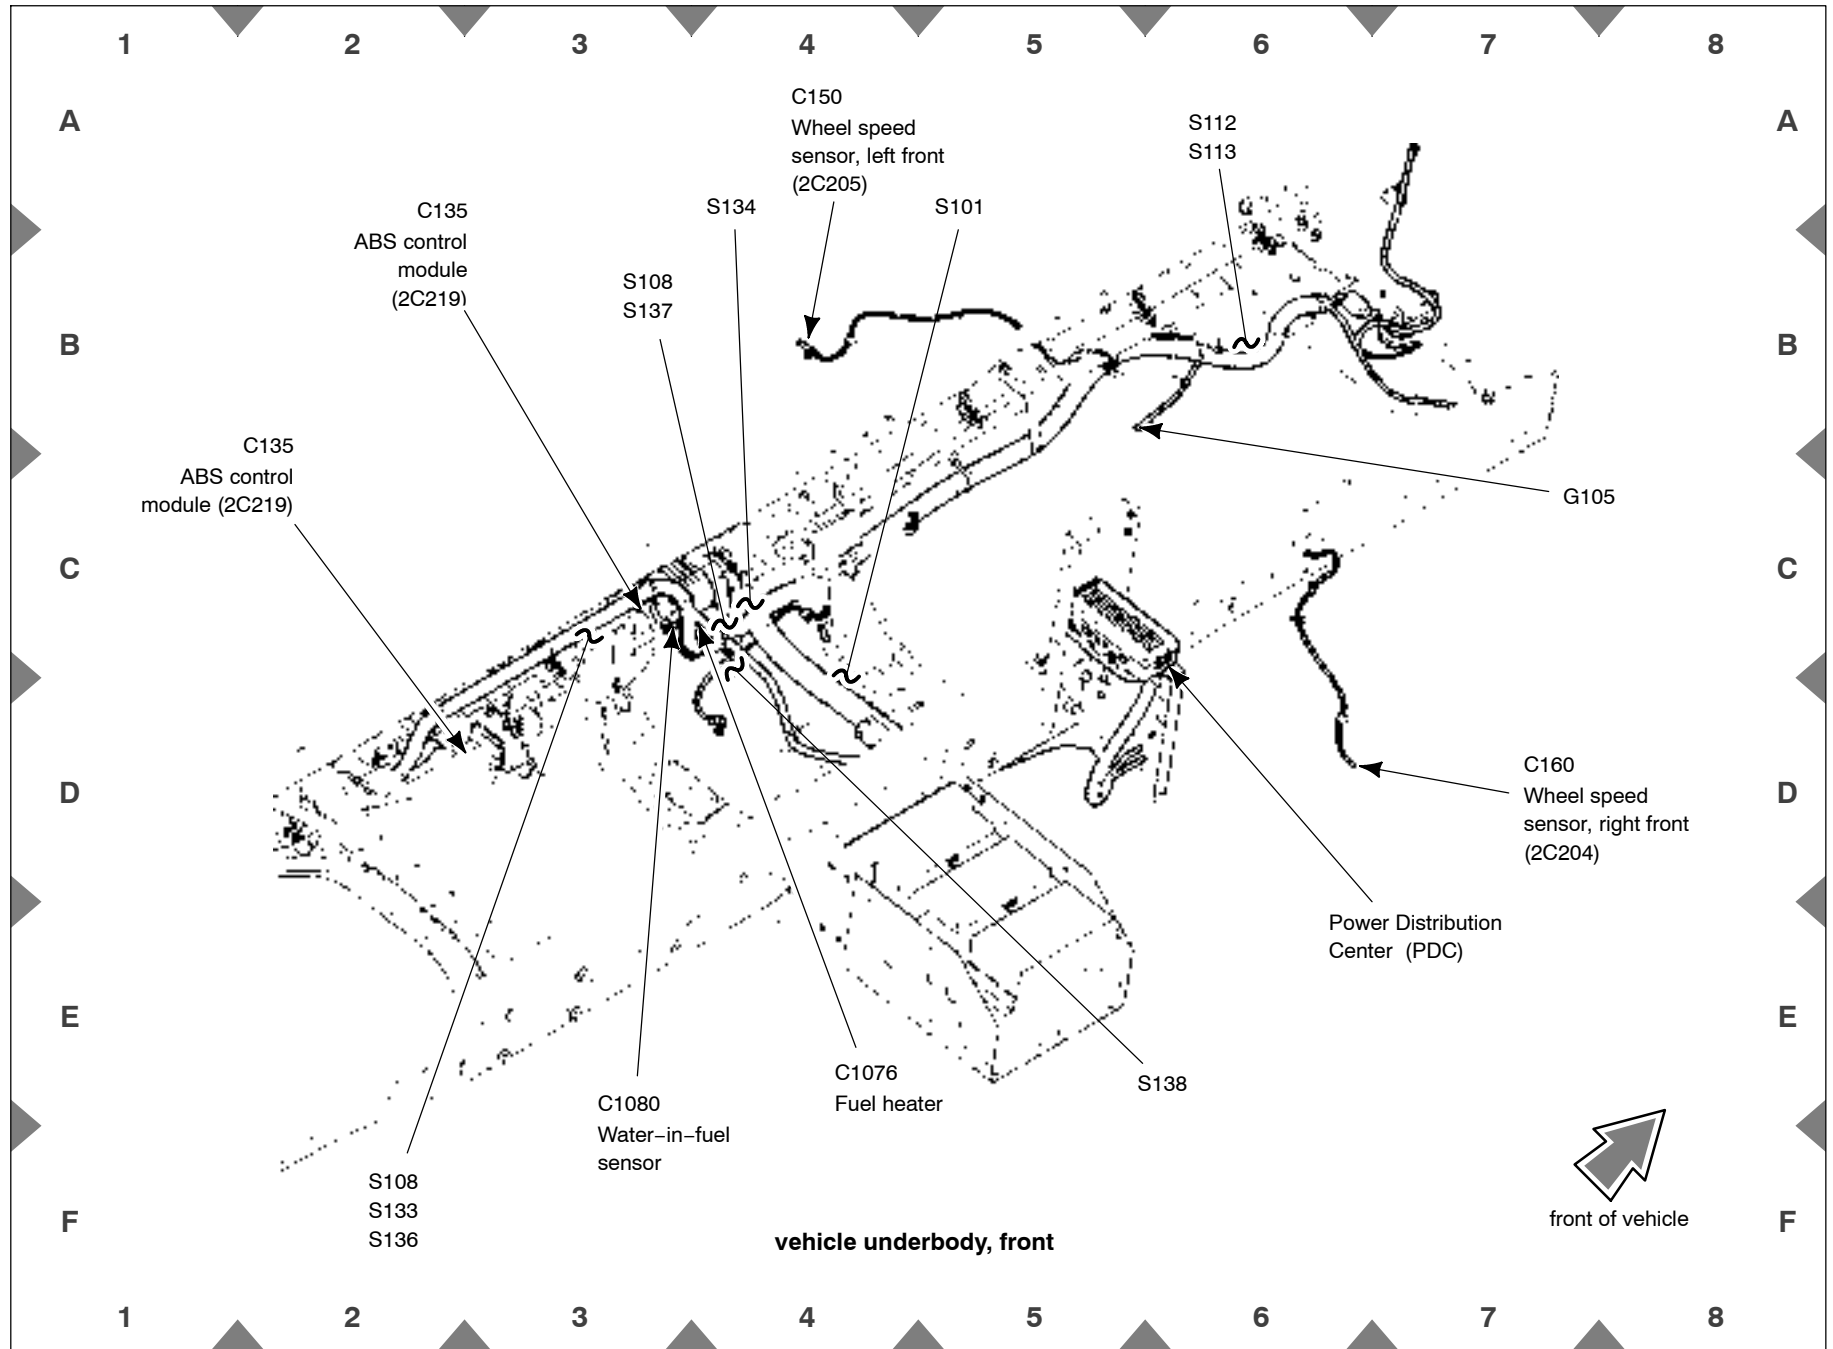 1 2 3 4 5 6 7 8
A A
C150
Wheel speed
sensor, left front
(2C205)
S112
S113
C135
ABS control
module
(2C219)
S134
S101
S108
S137
B B
C135
ABS control
module (2C219)
G105
C C
D D
C160
Wheel speed
sensor, right front
(2C204)
Power Distribution
Center (PDC)
E E
C1076
Fuel heater
S138
C1080
Water–in–fuel
sensor
S108
S133
S136
F F
front of vehicle
vehicle underbody, front
1 2 3 4 5 6 7 8